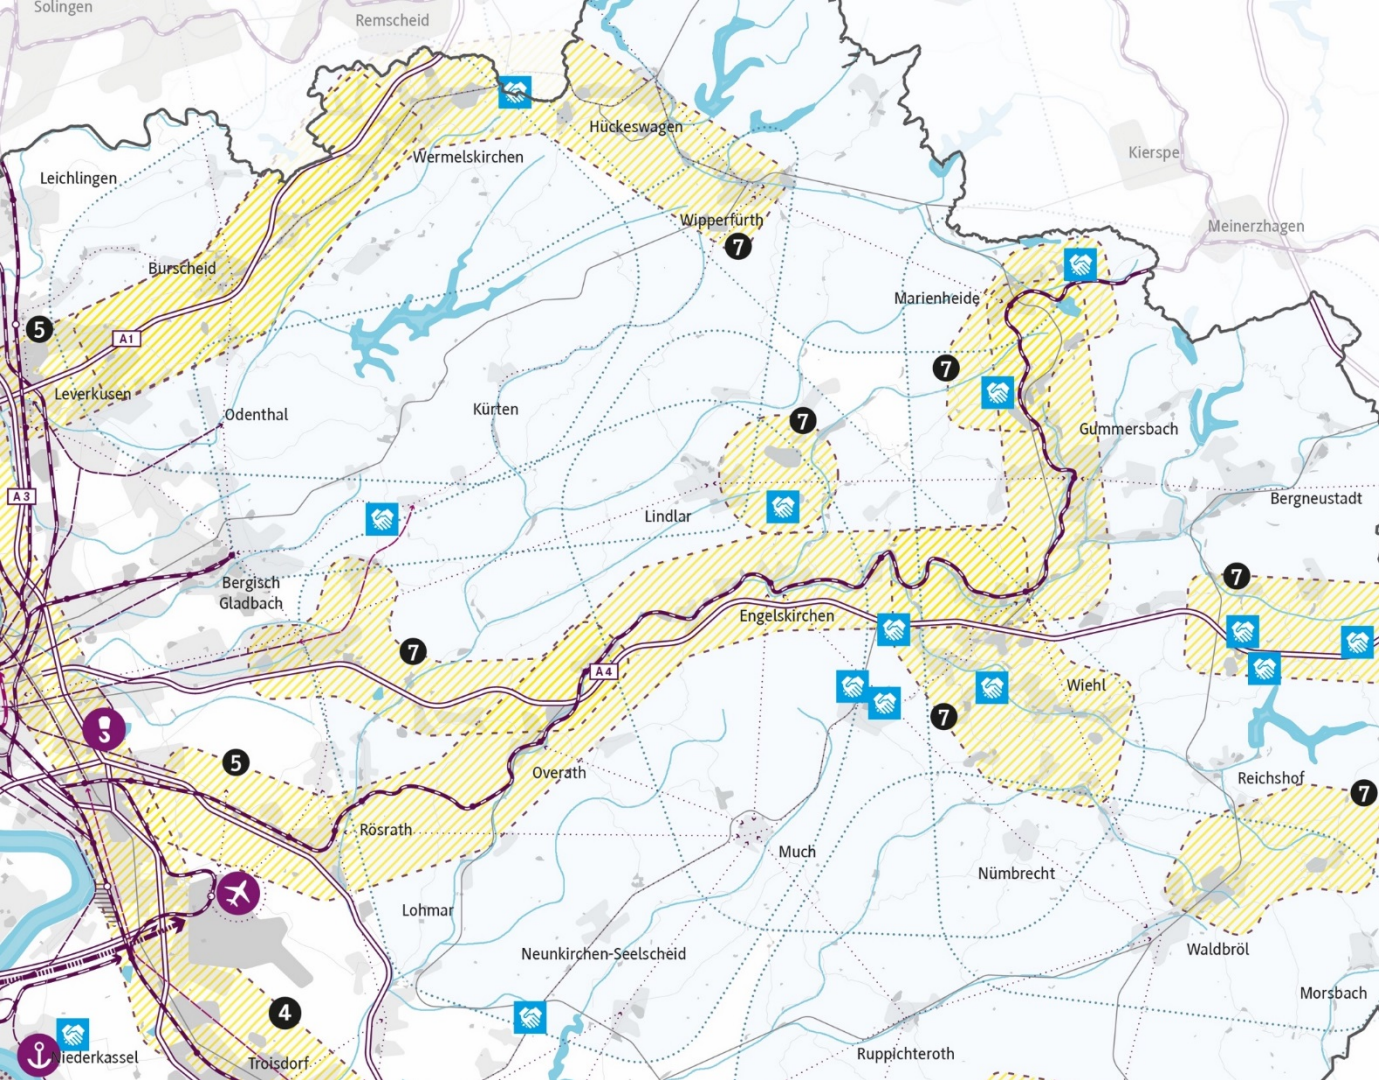 Solingen
Remscheid
Hückeswagen
Wermelskirchen
Kierspe
Leichlingen
Wipperfürth
7
Meinerzhagen
Burscheid
Marienheide
5
A1
7
Leverkusen
Odenthal
Kürten
7
Gummersbach
A3
Lindlar
Bergneustadt
Bergisch
Gladbach
7
Engelskirchen
7
A4
Wiehl
7
5
Overath
Reichshof
7
Rösrath
Much
Nümbrecht
Lohmar
Neunkirchen-Seelscheid
Waldbröl
Morsbach
4
Niederkassel
Troisdorf
Ruppichteroth